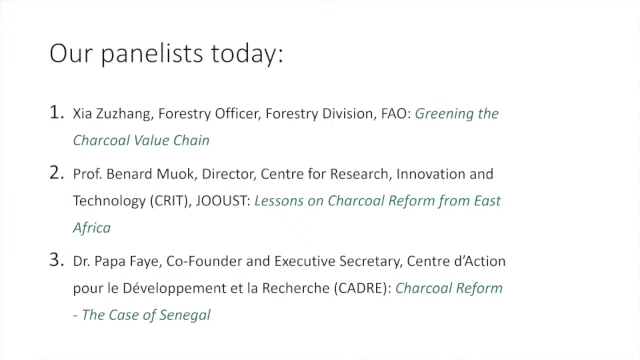 Our panelists today:
1. Xia Zuzhang, Forestry Officer, Forestry Division, FAO: Greening the
Charcoal Value Chain
2. Prof. Benard Muok, Director, Centre for Research, Innovation and
Technology (CRIT), JOOUST: Lessons on Charcoal Reform from East
Africa
3. Dr. Papa Faye, Co-Founder and Executive Secretary, Centre d’Action
pour le Développement et la Recherche (CADRE): Charcoal Reform
- The Case of Senegal